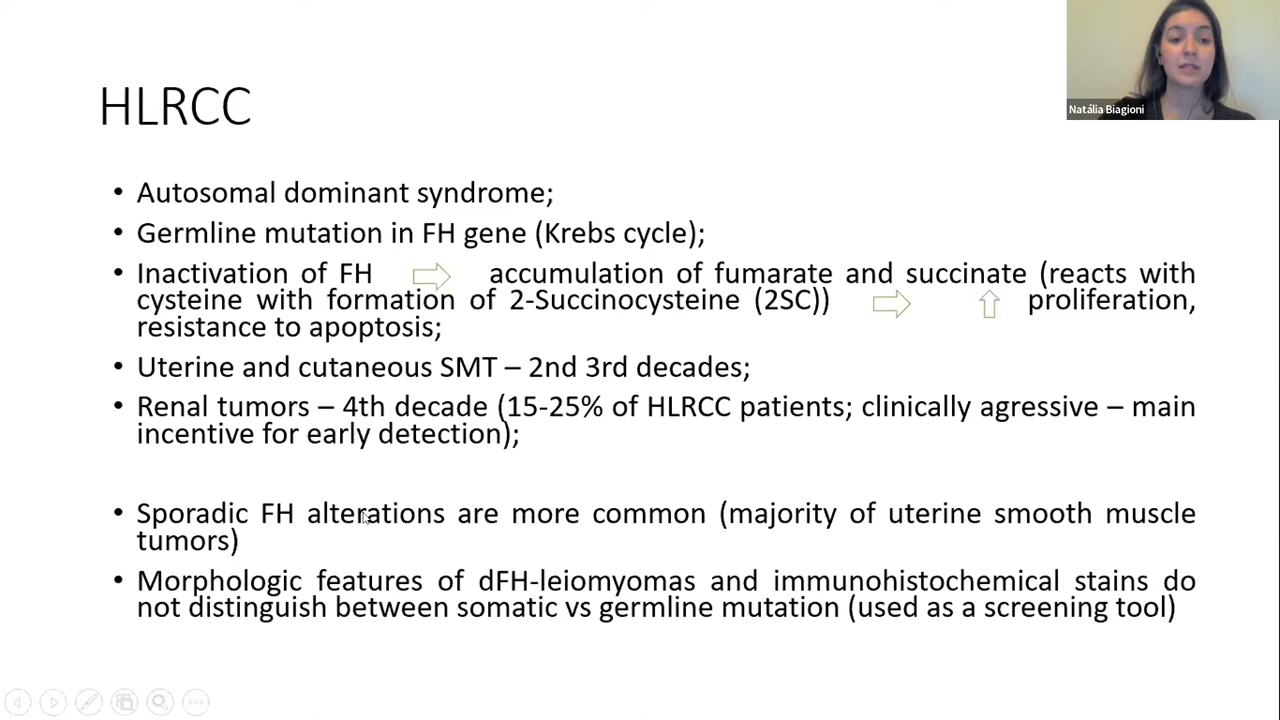 Natália Biagioni
HLRCC
• Autosomal dominant syndrome;
• Germline mutation in FH gene (Krebs cycle);
• Inactivation of FH ⇨ accumulation of fumarate and succinate (reacts with
cysteine with formation of 2-Succinocysteine (2SC)) ⇨ ⇧ proliferation,
resistance to apoptosis;
• Uterine and cutaneous SMT – 2nd 3rd decades;
• Renal tumors – 4th decade (15-25% of HLRCC patients; clinically agressive – main
incentive for early detection);
• Sporadic FH alterations are more common (majority of uterine smooth muscle
tumors)
• Morphologic features of dFH-leiomyomas and immunohistochemical stains do
not distinguish between somatic vs germline mutation (used as a screening tool)